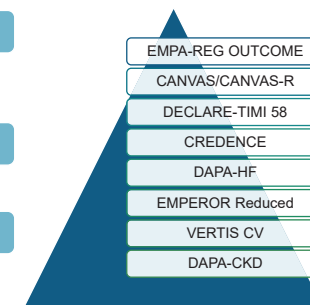 EMPA-REG OUTCOME
CANVAS/CANVAS-R
DECLARE-TIMI 58
CREDENCE
DAPA-HF
EMPEROR Reduced
VERTIS CV
DAPA-CKD